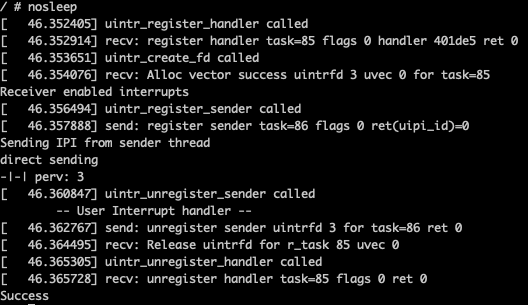 / # nosleep
[   46.352405] uintr_register_handler called
[   46.352914] recv: register handler task=85 flags 0 handler 401de5 ret 0
[   46.353651] uintr_create_fd called
[   46.354076] recv: Alloc vector success uintrfd 3 uvec 0 for task=85
Receiver enabled interrupts
[   46.356494] uintr_register_sender called
[   46.357888] send: register sender task=86 flags 0 ret(uipi_id)=0
Sending IPI from sender thread
direct sending
-|-| perv: 3
[   46.360847] uintr_unregister_sender called
        -- User Interrupt handler --
[   46.362767] send: unregister sender uintrfd 3 for task=86 ret 0
[   46.364495] recv: Release uintrfd for r_task 85 uvec 0
[   46.365305] uintr_unregister_handler called
[   46.365728] recv: unregister handler task=85 flags 0 ret 0
Success